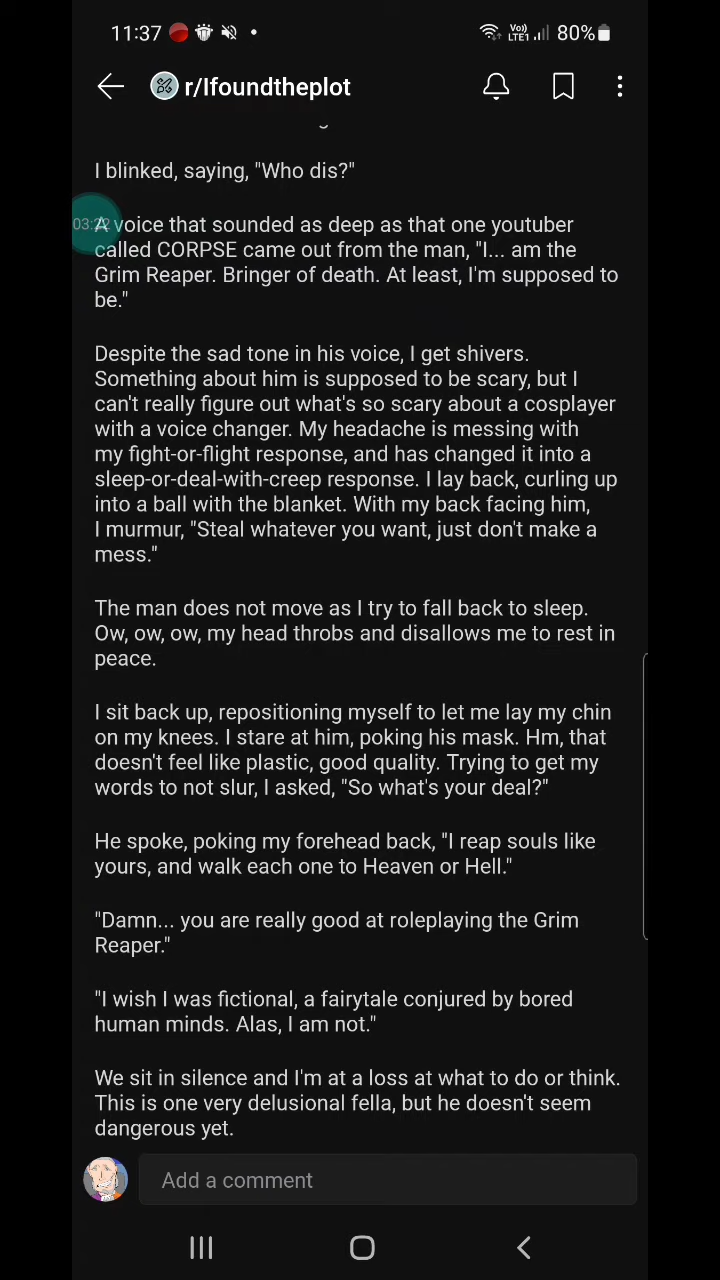 11:37
Vo)) LTE1 80%
r/Ifoundtheplot
I blinked, saying, "Who dis?"
03:22
A voice that sounded as deep as that one youtuber
called CORPSE came out from the man, "I... am the
Grim Reaper. Bringer of death. At least, I'm supposed to
be."
Despite the sad tone in his voice, I get shivers.
Something about him is supposed to be scary, but I
can't really figure out what's so scary about a cosplayer
with a voice changer. My headache is messing with
my fight-or-flight response, and has changed it into a
sleep-or-deal-with-creep response. I lay back, curling up
into a ball with the blanket. With my back facing him,
I murmur, "Steal whatever you want, just don't make a
mess."
The man does not move as I try to fall back to sleep.
Ow, ow, ow, my head throbs and disallows me to rest in
peace.
I sit back up, repositioning myself to let me lay my chin
on my knees. I stare at him, poking his mask. Hm, that
doesn't feel like plastic, good quality. Trying to get my
words to not slur, I asked, "So what's your deal?"
He spoke, poking my forehead back, "I reap souls like
yours, and walk each one to Heaven or Hell."
"Damn... you are really good at roleplaying the Grim
Reaper."
"I wish I was fictional, a fairytale conjured by bored
human minds. Alas, I am not."
We sit in silence and I'm at a loss at what to do or think.
This is one very delusional fella, but he doesn't seem
dangerous yet.
Add a comment